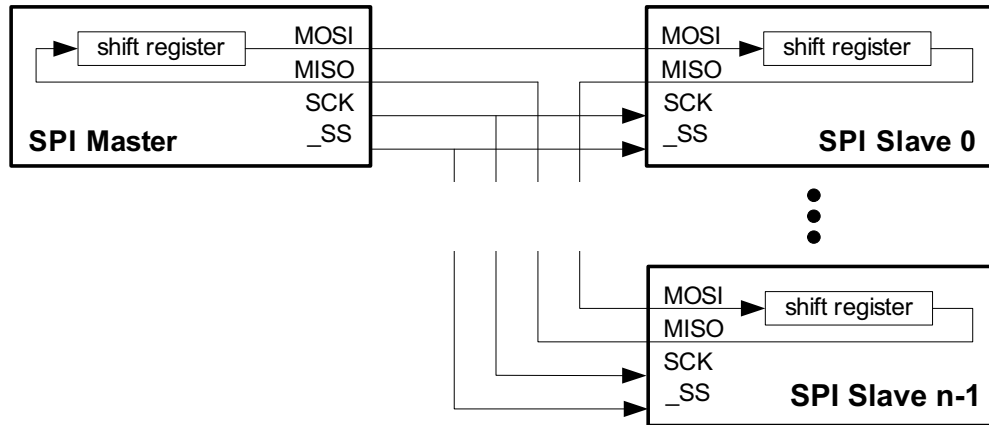 shift register
MOSI
MISO
SCK
_SS
SPI Master
MOSI
shift register
MISO
SCK
_SS
SPI Slave 0
MOSI
shift register
MISO
SCK
_SS
SPI Slave n-1